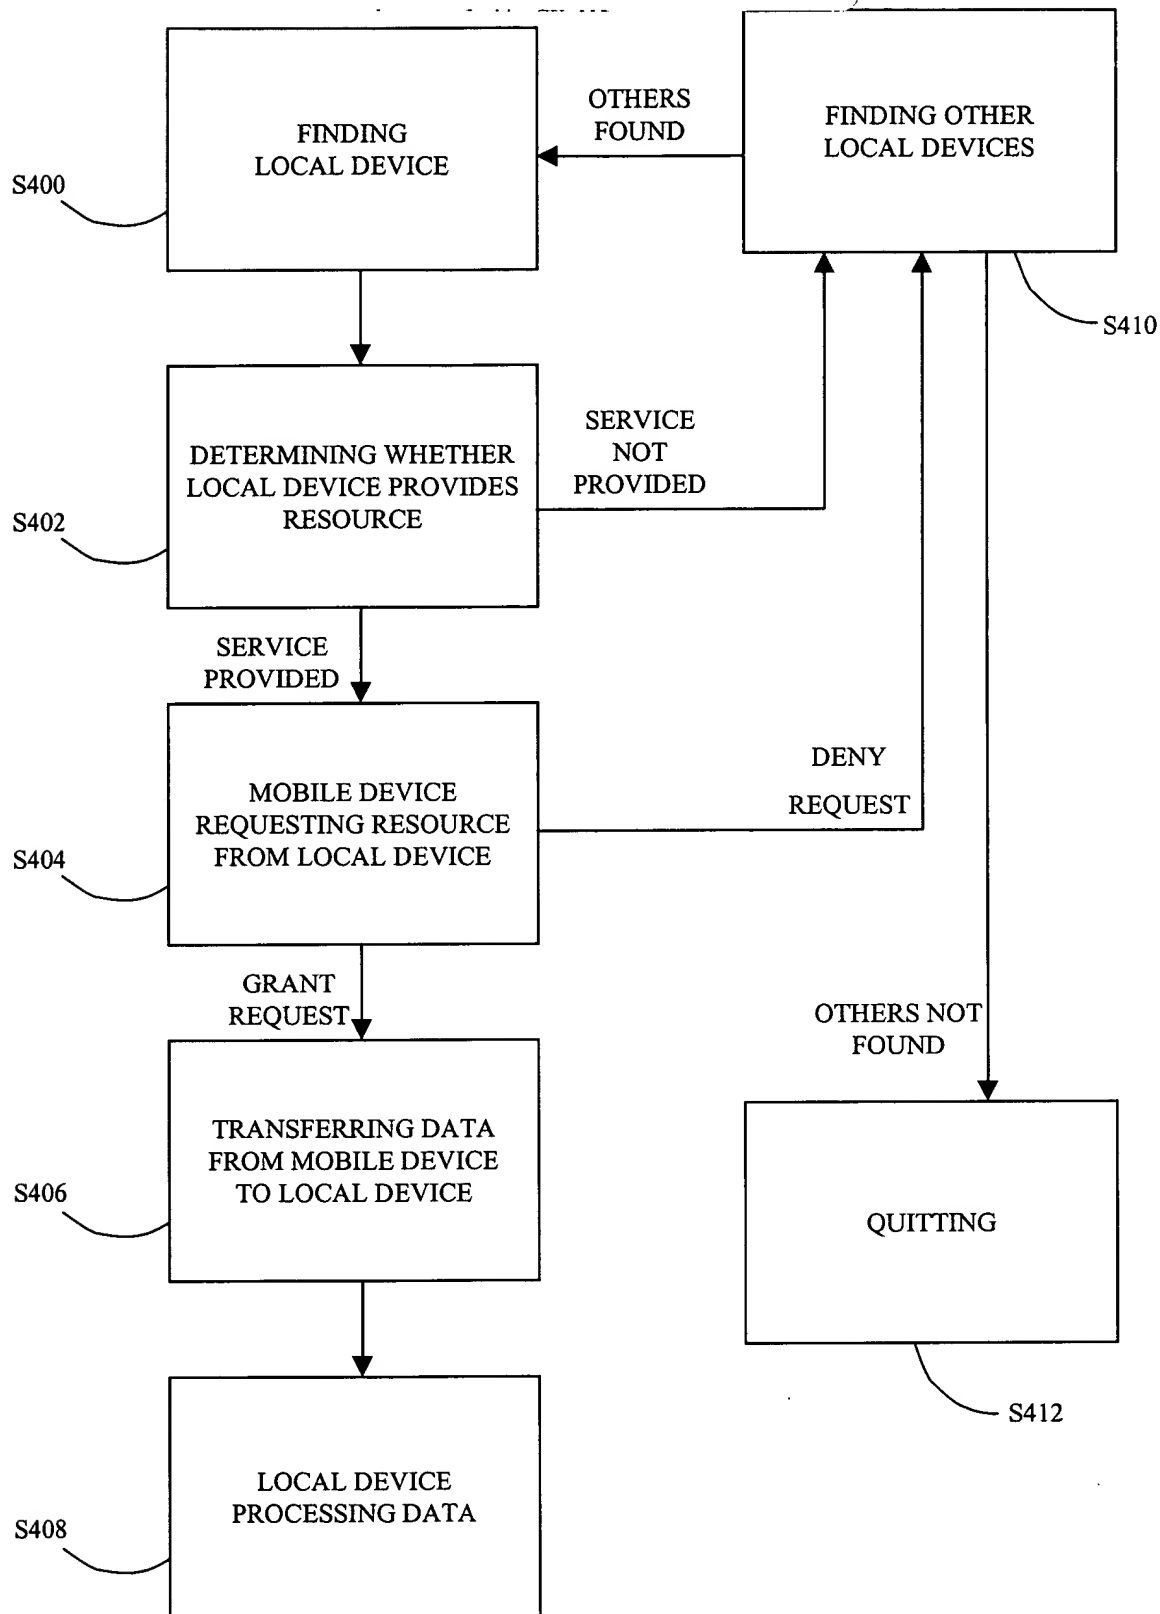 FINDING
LOCAL DEVICE
S400
OTHERS
FOUND
FINDING OTHER
LOCAL DEVICES
S410
DETERMINING WHETHER
LOCAL DEVICE PROVIDES
RESOURCE
S402
SERVICE
NOT
PROVIDED
SERVICE
PROVIDED
MOBILE DEVICE
REQUESTING RESOURCE
FROM LOCAL DEVICE
S404
DENY
REQUEST
GRANT
REQUEST
OTHERS NOT
FOUND
TRANSFERRING DATA
FROM MOBILE DEVICE
TO LOCAL DEVICE
S406
QUITTING
S412
LOCAL DEVICE
PROCESSING DATA
S408